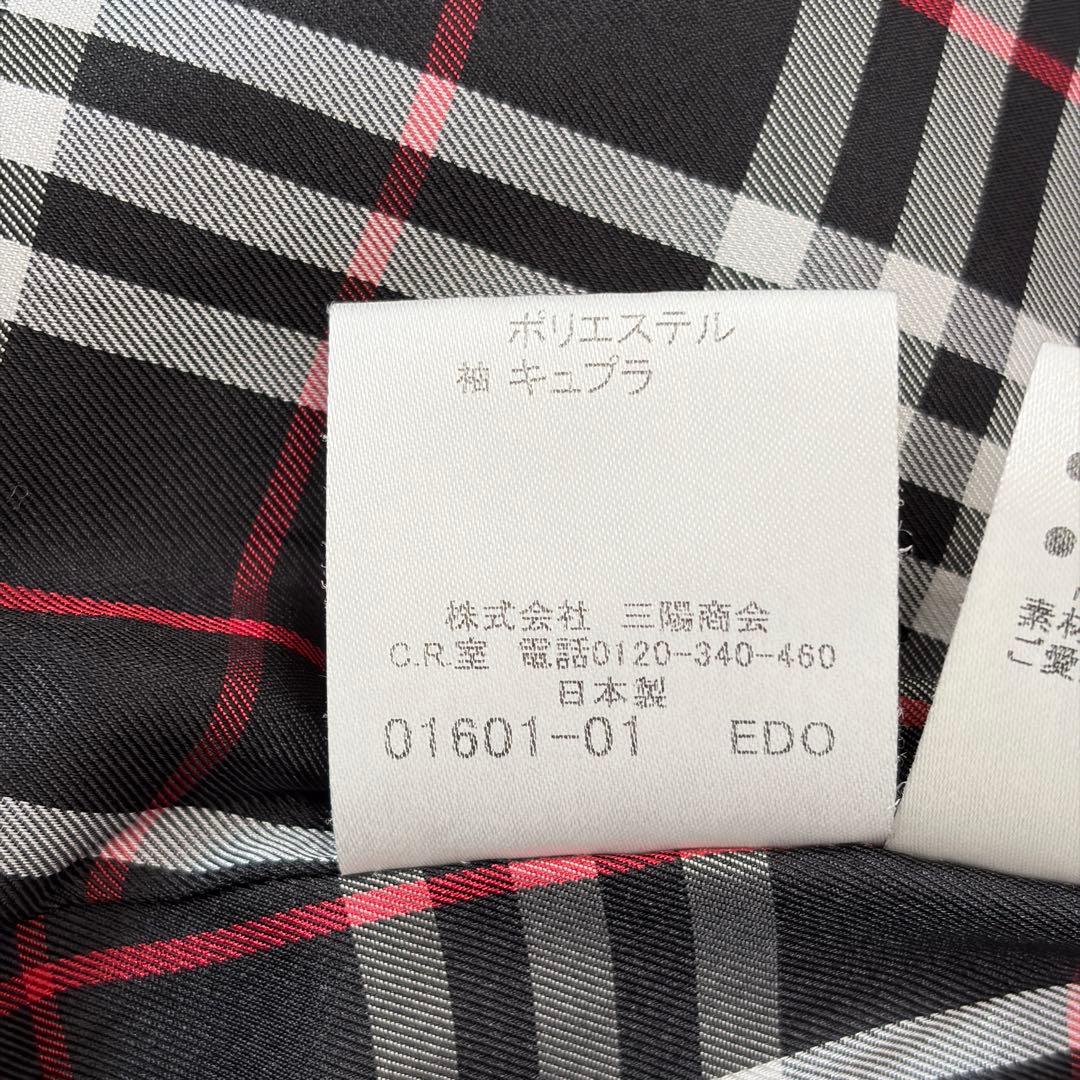 ポリエステル
袖 キュプラ
株式会社 三陽商会
C.R.室 電話0120-340-460
日本製
01601-01 EDO
素材
ご愛